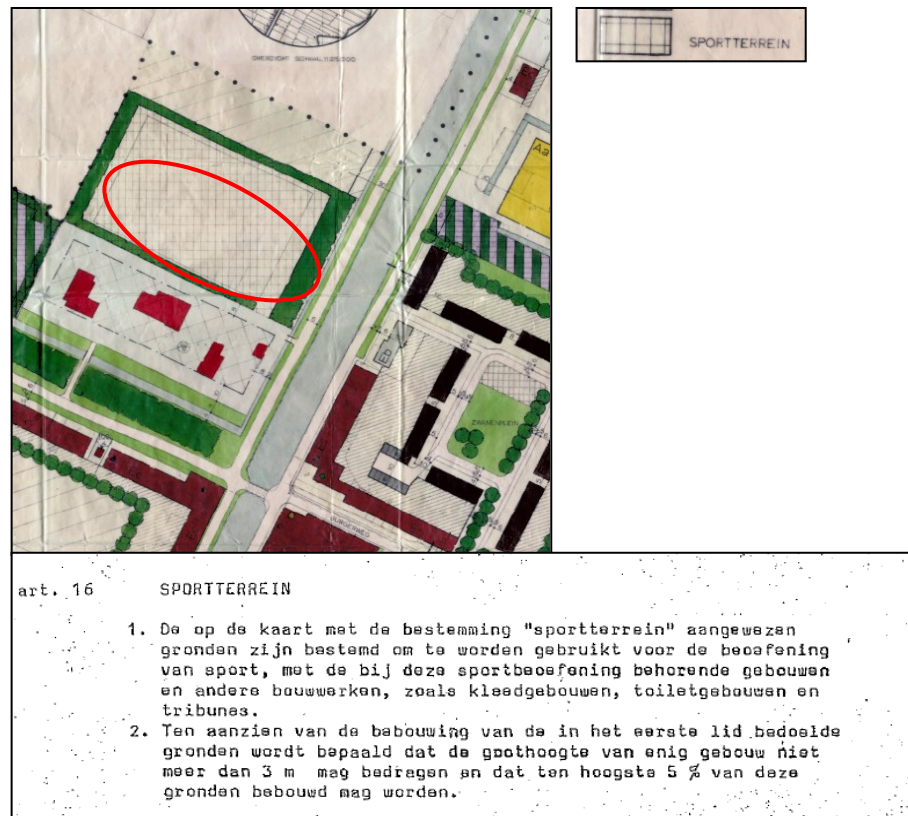 OVERZICHT SCHAAL
SPORTTERREIN
Aa
ZWANENPLEIN
art. 16 SPORTTERREIN
1. De op de kaart met de bestemming "sportterrein" aangewezen
gronden zijn bestemd om te worden gebruikt voor de beoefening
van sport, met de bij deze sportbeoefening behorende gebouwen
en andere bouwwerken, zoals kleedgebouwen, toiletgebouwen en
tribunes.
2. Ten aanzien van de bebouwing van de in het eerste lid bedoelde
gronden wordt bepaald dat de goothoogte van enig gebouw niet
meer dan 3 m mag bedragen en dat ten hoogste 5 % van deze
gronden bebouwd mag worden.